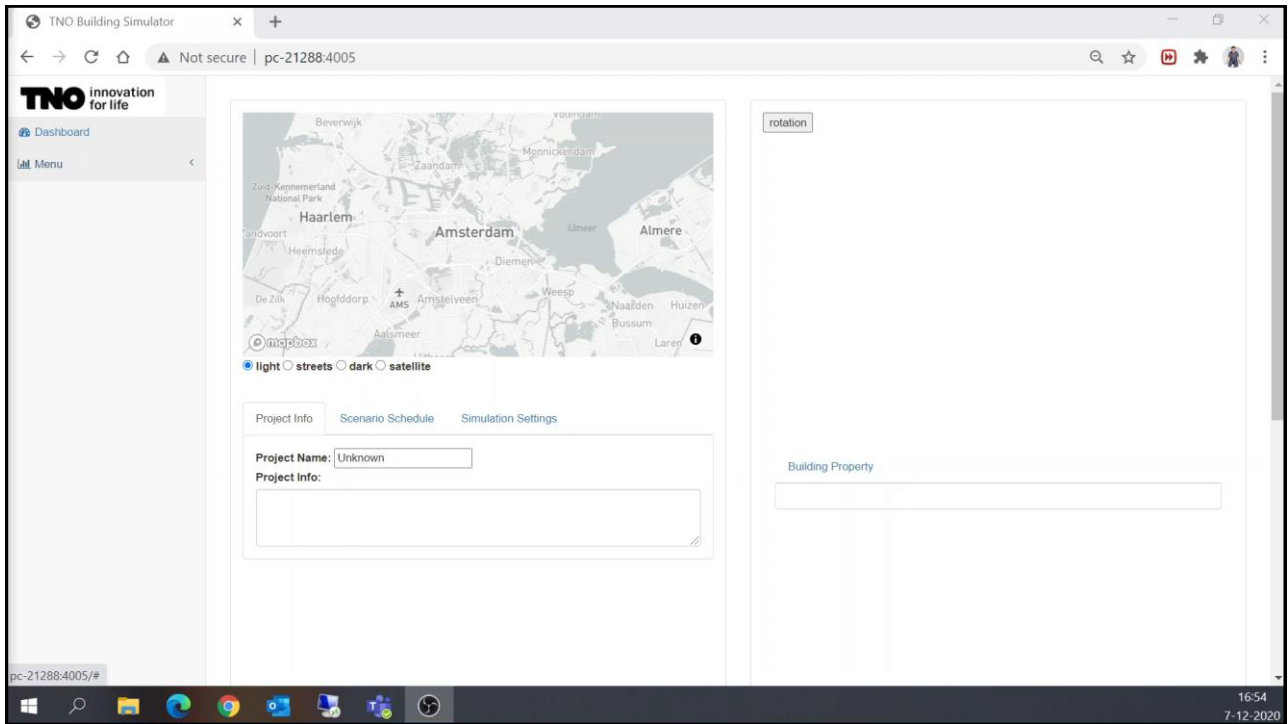 TNO Building Simulator
Not secure | pc-21288:4005
TNO innovation for life
Dashboard
Menu
Beverwijk
Volendam
Monnickendam
Zaandam
Zuid-Kennemerland
National Park
Haarlem
Amsterdam
IJmeer
Almere
Zandvoort
Heemstede
Diemen
De Zilk
Hoofddorp
AMS
Amstelveen
Weesp
Naarden
Huizen
Bussum
Aalsmeer
Laren
mapbox
light streets dark satellite
rotation
Project Info Scenario Schedule Simulation Settings
Project Name: Unknown
Project Info:
Building Property
pc-21288:4005/#
16:54
7-12-2020